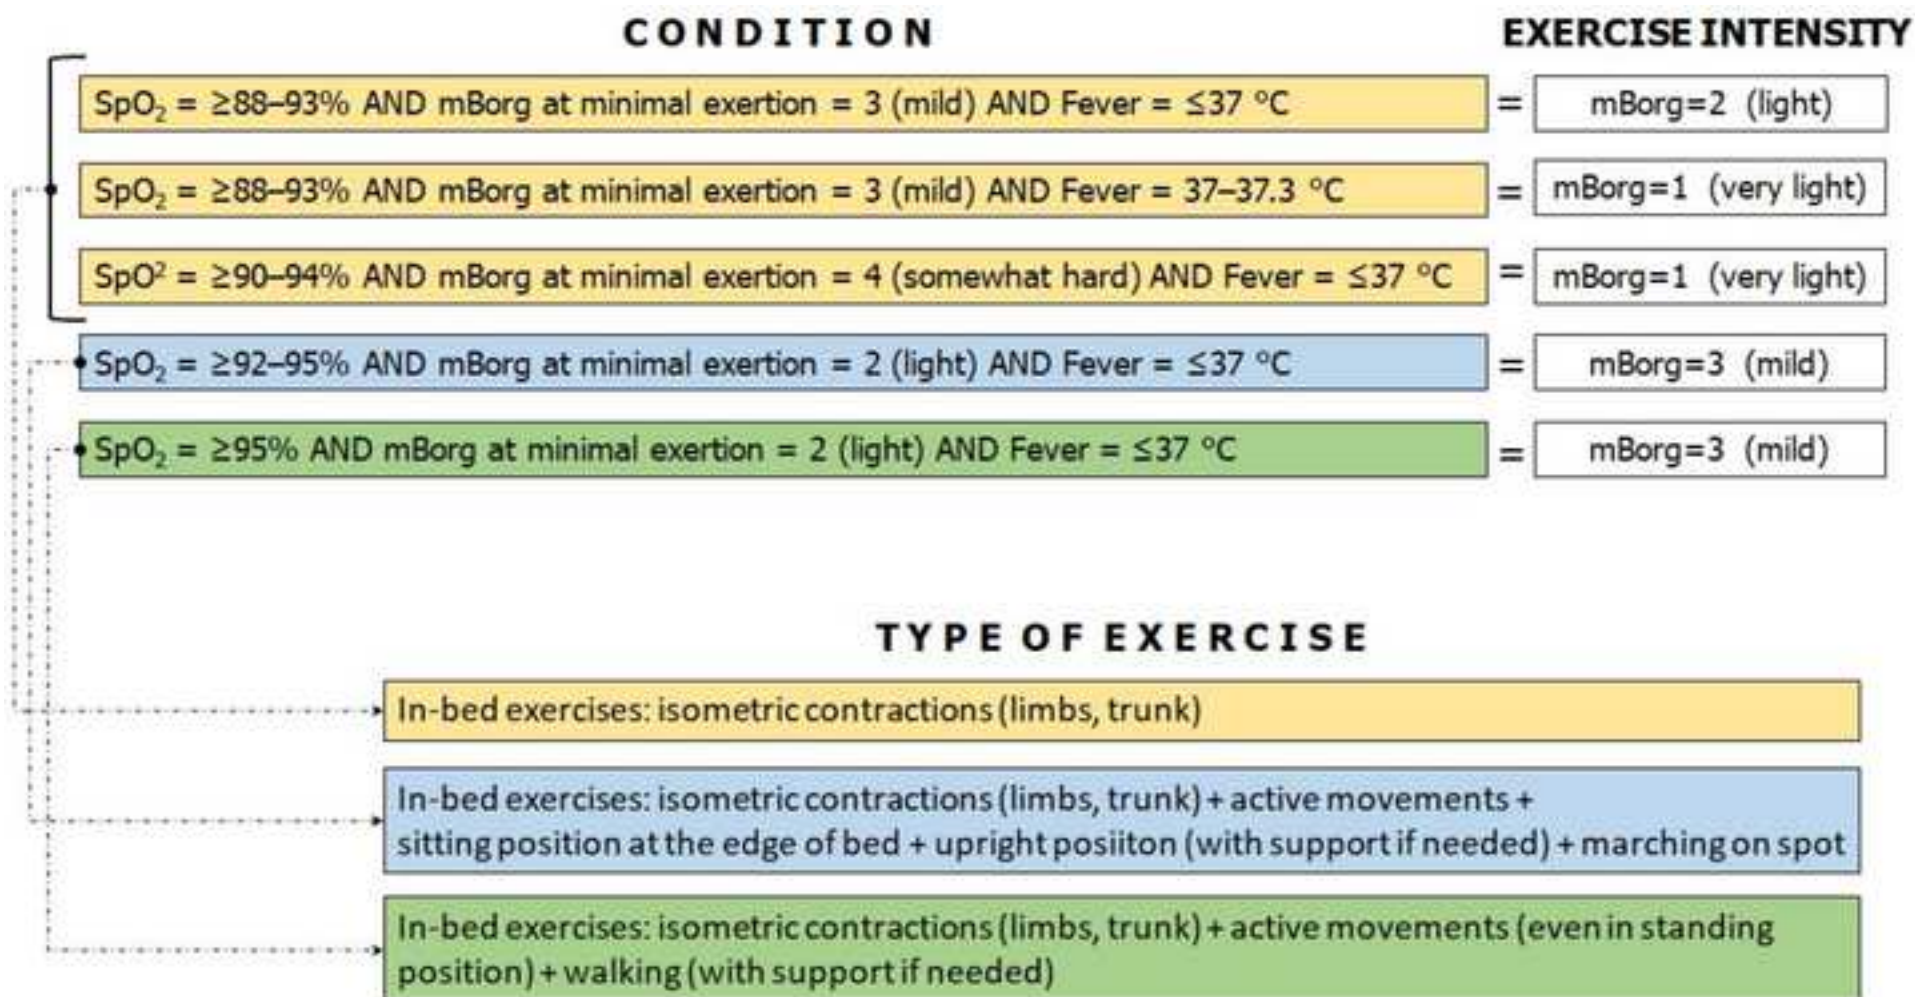 CONDITION
EXERCISE INTENSITY
SpO₂ = ≥88–93% AND mBorg at minimal exertion = 3 (mild) AND Fever = ≤37 °C
=
mBorg=2 (light)
SpO₂ = ≥88–93% AND mBorg at minimal exertion = 3 (mild) AND Fever = 37–37.3 °C
=
mBorg=1 (very light)
SpO² = ≥90–94% AND mBorg at minimal exertion = 4 (somewhat hard) AND Fever = ≤37 °C
=
mBorg=1 (very light)
SpO₂ = ≥92–95% AND mBorg at minimal exertion = 2 (light) AND Fever = ≤37 °C
=
mBorg=3 (mild)
SpO₂ = ≥95% AND mBorg at minimal exertion = 2 (light) AND Fever = ≤37 °C
=
mBorg=3 (mild)
TYPE OF EXERCISE
In-bed exercises: isometric contractions (limbs, trunk)
In-bed exercises: isometric contractions (limbs, trunk) + active movements +
sitting position at the edge of bed + upright posiiton (with support if needed) + marching on spot
In-bed exercises: isometric contractions (limbs, trunk) + active movements (even in standing
position) + walking (with support if needed)